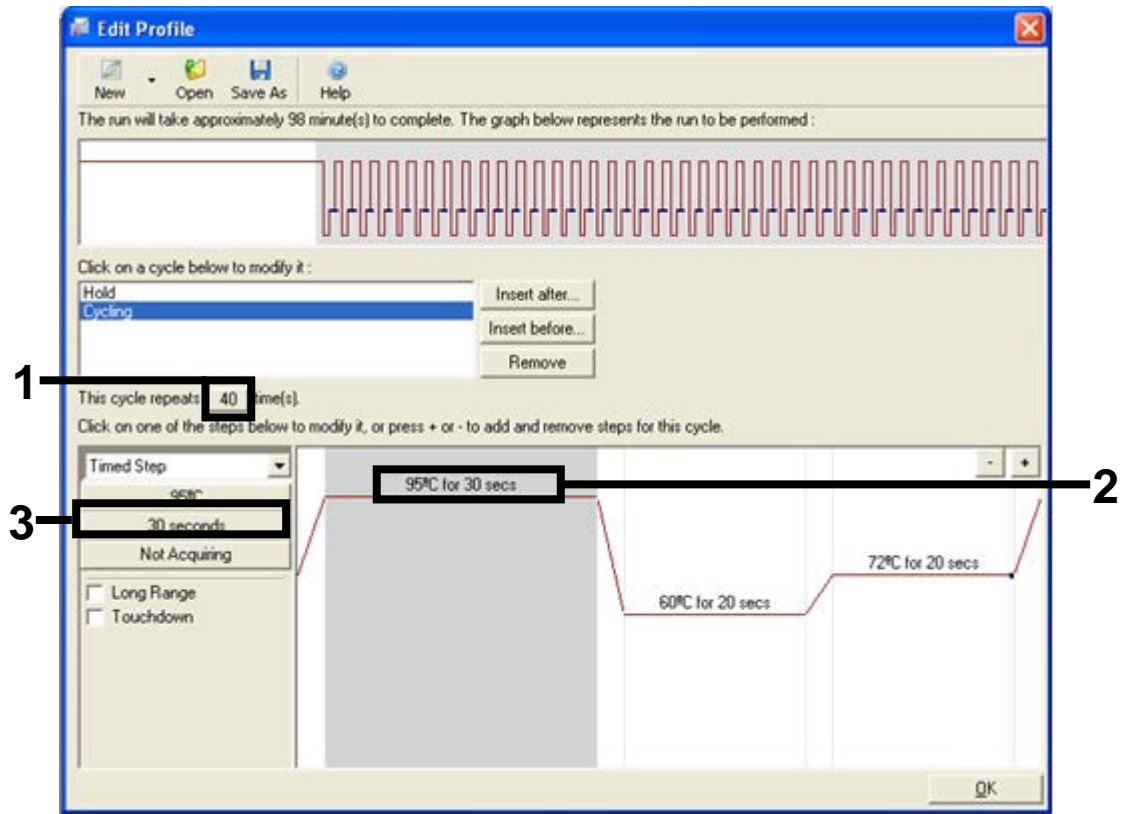 Edit Profile
New Open Save As Help
The run will take approximately 98 minute(s) to complete. The graph below represents the run to be performed :
Click on a cycle below to modify it :
Hold
Cycling
Insert after...
Insert before...
Remove
1
This cycle repeats 40 time(s).
Click on one of the steps below to modify it, or press + or - to add and remove steps for this cycle.
Timed Step
- +
95ºC for 30 secs
2
95ºC
3
30 seconds
Not Acquiring
72ºC for 20 secs
Long Range
60ºC for 20 secs
Touchdown
OK